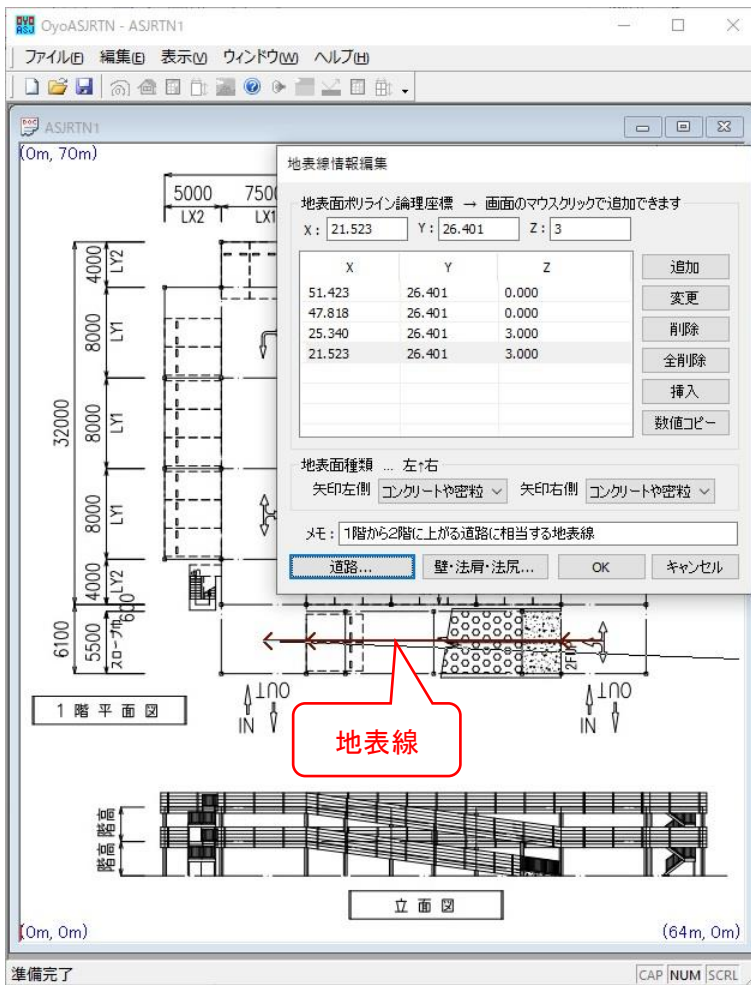 OyoASJRTN - ASJRTN1
ファイル(F) 編集(E) 表示(V) ウィンドウ(W) ヘルプ(H)
ASJRTN1
(0m, 70m)
5000 7500
LX2 LX1
4000 LY2
8000 LY1
32000
8000 LY1
8000 LY1
4000 LY2
600
6100
5500
スロープ巾
地表線情報編集
地表面ポリライン論理座標 → 画面のマウスクリックで追加できます
X: 21.523 Y: 26.401 Z: 3
X Y Z
51.423 26.401 0.000
47.818 26.401 0.000
25.340 26.401 3.000
21.523 26.401 3.000
追加
変更
削除
全削除
挿入
数値コピー
地表面種類 ... 左↑右
矢印左側 コンクリートや密粒 矢印右側 コンクリートや密粒
メモ: 1階から2階に上がる道路に相当する地表線
道路... 壁・法肩・法尻... OK キャンセル
2FUP
1階平面図
OUT
IN
OUT
IN
地表線
階高
階高
立面図
(0m, 0m) (64m, 0m)
準備完了 CAP NUM SCRL